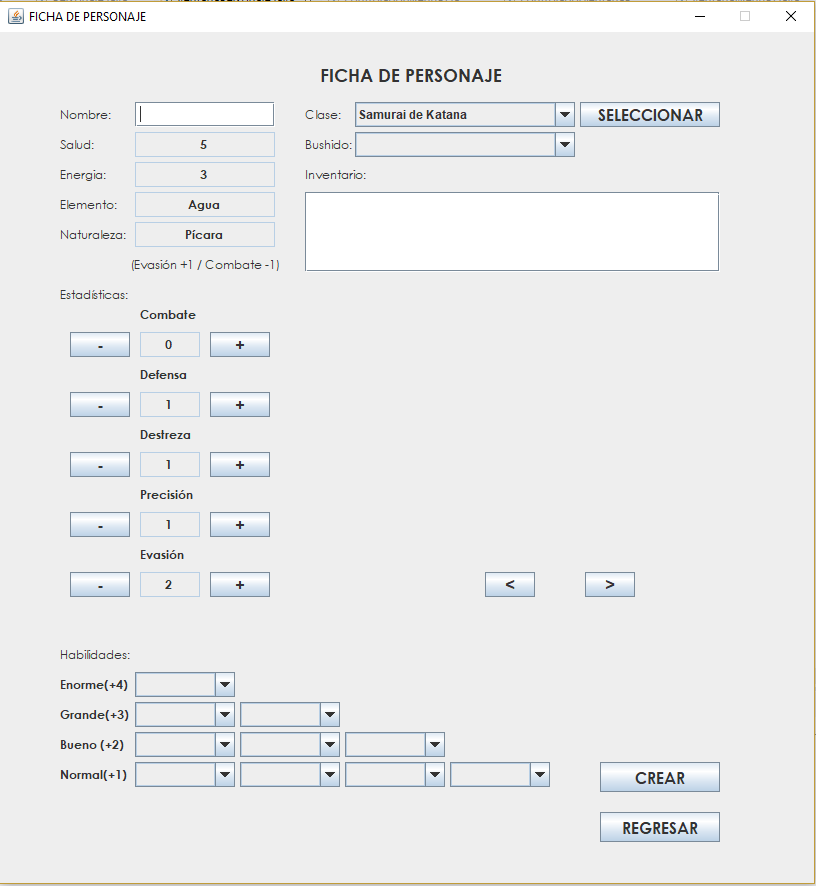 FICHA DE PERSONAJE
FICHA DE PERSONAJE
Nombre: Clase: Samurai de Katana SELECCIONAR
Salud: 5 Bushido:
Energia: 3 Inventario:
Elemento: Agua
Naturaleza: Pícara
(Evasión +1 / Combate -1)
Estadísticas:
Combate
- 0 +
Defensa
- 1 +
Destreza
- 1 +
Precisión
- 1 +
Evasión
- 2 + < >
Habilidades:
Enorme(+4)
Grande(+3)
Bueno (+2)
Normal(+1) CREAR
REGRESAR